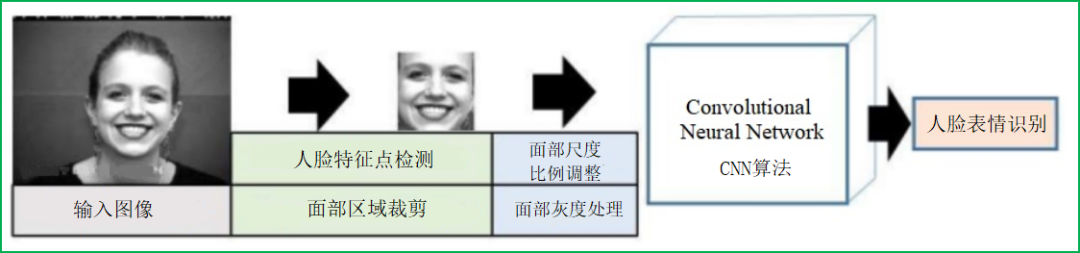 输入图像
人脸特征点检测
面部区域裁剪
面部尺度
比例调整
面部灰度处理
Convolutional
Neural Network
CNN算法
人脸表情识别